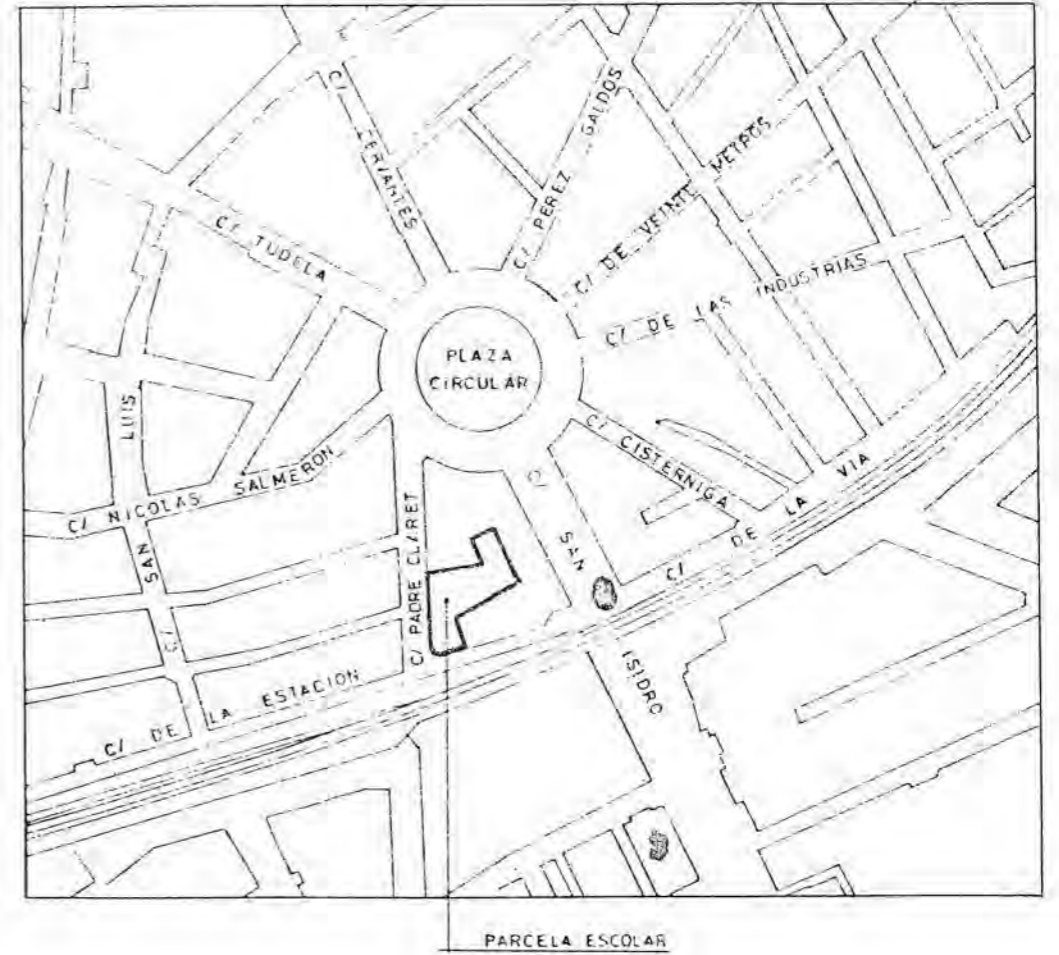 C/ CERVANTES
C/ PEREZ GALDOS
C/ DE VEINTE METROS
C/ TUDELA
C/ DE LAS INDUSTRIAS
PLAZA
CIRCULAR
C/ CISTERNIGA
C/ NICOLAS SALMERON
C/ SAN LUIS
C/ PADRE CLARET
C/ SAN ISIDRO
C/ DE LA VIA
C/ DE LA ESTACION
PARCELA ESCOLAR